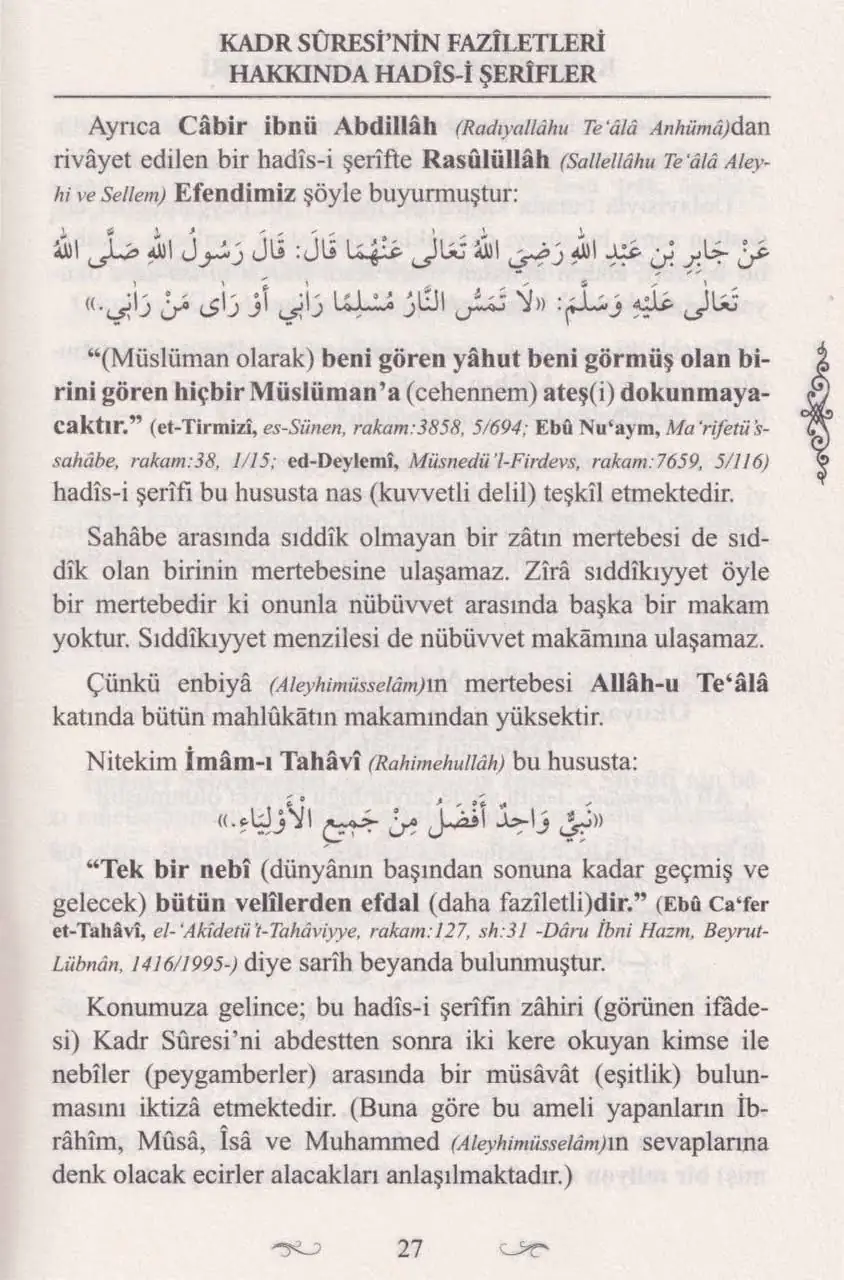 KADR SÛRESİ'NİN FAZÎLETLERİ
HAKKINDA HADÎS-İ ŞERÎFLER
Ayrıca Câbir ibnü Abdillâh (Radıyallâhu Te‘âlâ Anhümâ)dan
rivâyet edilen bir hadîs-i şerîfte Rasûlüllâh (Sallellâhu Te‘âlâ Aley-
hi ve Sellem) Efendimiz şöyle buyurmuştur:
عَنْ جَابِرِ بْنِ عَبْدِ اللهِ رَضِيَ اللهُ تَعَالٰى عَنْهُمَا قَالَ: قَالَ رَسُولُ اللهِ صَلَّى اللهُ
تَعَالٰى عَلَيْهِ وَسَلَّمَ: «لَا تَمَسُّ النَّارُ مُسْلِمًا رَاٰنِي أَوْ رَاٰى مَنْ رَاٰنِي.»
“(Müslüman olarak) beni gören yâhut beni görmüş olan bi-
rini gören hiçbir Müslüman’a (cehennem) ateş(i) dokunmaya-
caktır.” (et-Tirmizî, es-Sünen, rakam:3858, 5/694; Ebû Nu‘aym, Ma‘rifetü’s-
sahâbe, rakam:38, 1/15; ed-Deylemî, Müsnedü’l-Firdevs, rakam:7659, 5/116)
hadîs-i şerîfi bu hususta nas (kuvvetli delil) teşkîl etmektedir.
Sahâbe arasında sıddîk olmayan bir zâtın mertebesi de sıd-
dîk olan birinin mertebesine ulaşamaz. Zîrâ sıddîkıyyet öyle
bir mertebedir ki onunla nübüvvet arasında başka bir makam
yoktur. Sıddîkıyyet menzilesi de nübüvvet makāmına ulaşamaz.
Çünkü enbiyâ (Aleyhimüsselâm)ın mertebesi Allâh-u Te‘âlâ
katında bütün mahlûkātın makamından yüksektir.
Nitekim İmâm-ı Tahâvî (Rahimehullâh) bu hususta:
«نَبِيٌّ وَاحِدٌ أَفْضَلُ مِنْ جَمِيعِ الْأَوْلِيَاءِ.»
“Tek bir nebî (dünyânın başından sonuna kadar geçmiş ve
gelecek) bütün velîlerden efdal (daha fazîletli)dir.” (Ebû Ca‘fer
et-Tahâvî, el-‘Akîdetü’t-Tahâviyye, rakam:127, sh:31 -Dâru İbni Hazm, Beyrut-
Lübnân, 1416/1995-) diye sarîh beyanda bulunmuştur.
Konumuza gelince; bu hadîs-i şerîfin zâhiri (görünen ifâde-
si) Kadr Sûresi’ni abdestten sonra iki kere okuyan kimse ile
nebîler (peygamberler) arasında bir müsâvât (eşitlik) bulun-
masını iktizâ etmektedir. (Buna göre bu ameli yapanların İb-
râhîm, Mûsâ, Îsâ ve Muhammed (Aleyhimüsselâm)ın sevaplarına
denk olacak ecirler alacakları anlaşılmaktadır.)
27